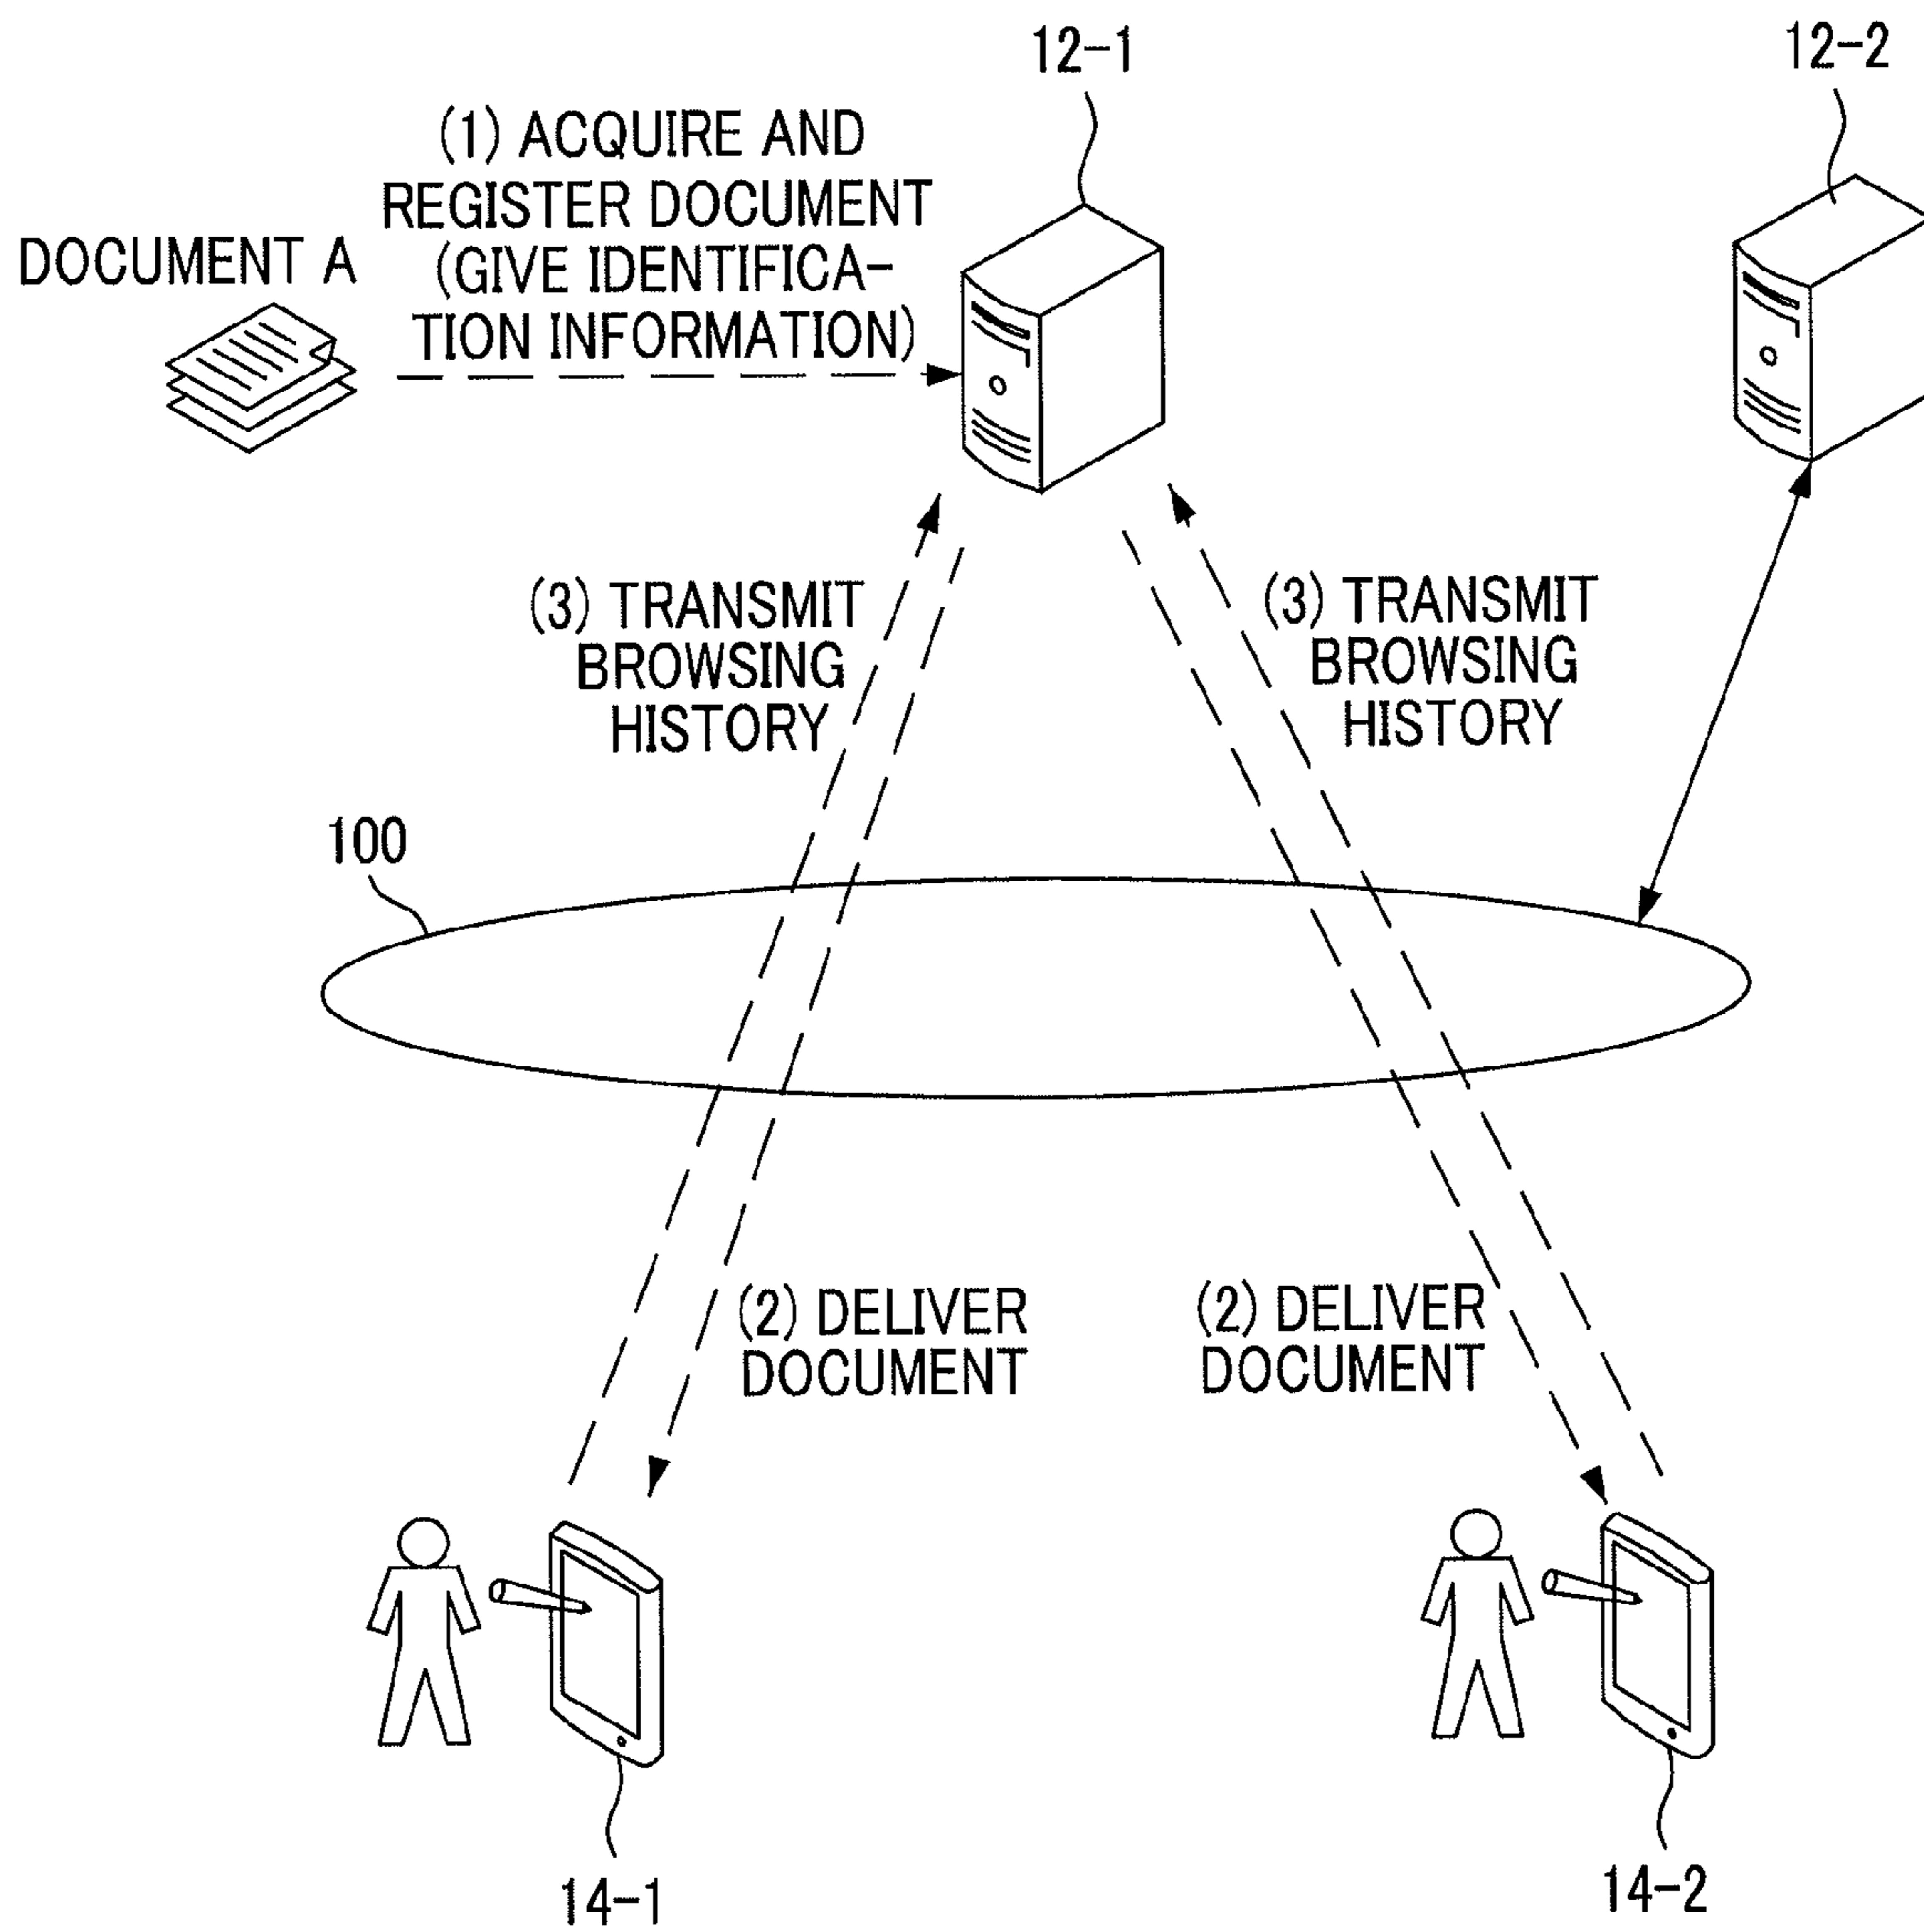 12-1
12-2
(1) ACQUIRE AND
REGISTER DOCUMENT
(GIVE IDENTIFICA-
TION INFORMATION)
DOCUMENT A
(3) TRANSMIT
BROWSING
HISTORY
(3) TRANSMIT
BROWSING
HISTORY
100
(2) DELIVER
DOCUMENT
(2) DELIVER
DOCUMENT
14-1
14-2